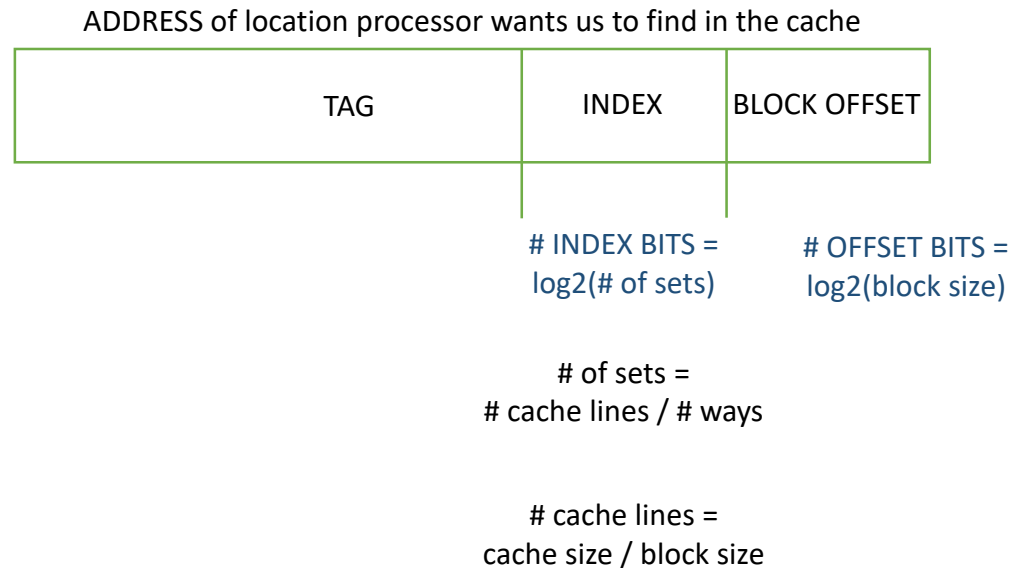 ADDRESS of location processor wants us to find in the cache
TAG
INDEX
BLOCK OFFSET
# INDEX BITS =
log2(# of sets)
# OFFSET BITS =
log2(block size)
# of sets =
# cache lines / # ways
# cache lines =
cache size / block size